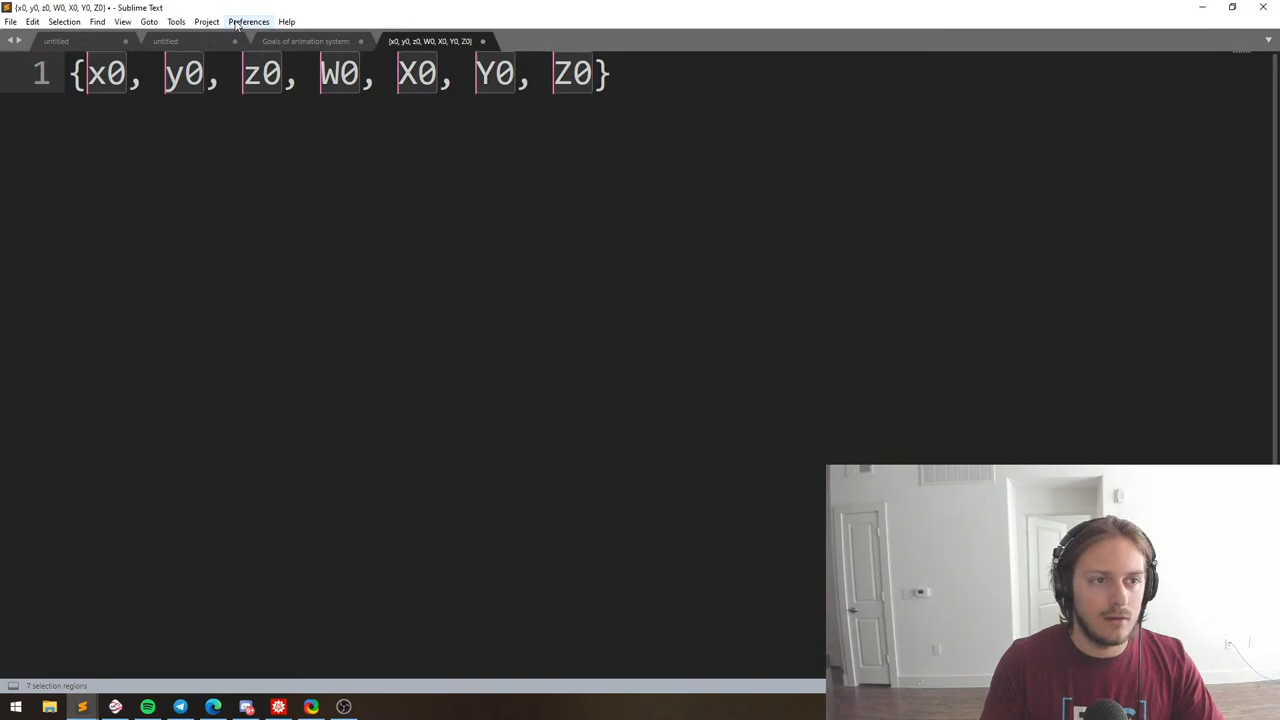 {x0, y0, z0, W0, X0, Y0, Z0} • - Sublime Text
File Edit Selection Find View Goto Tools Project Preferences Help
untitled untitled Goals of animation system: {x0, y0, z0, W0, X0, Y0, Z0}
1 {x0, y0, z0, W0, X0, Y0, Z0}
7 selection regions